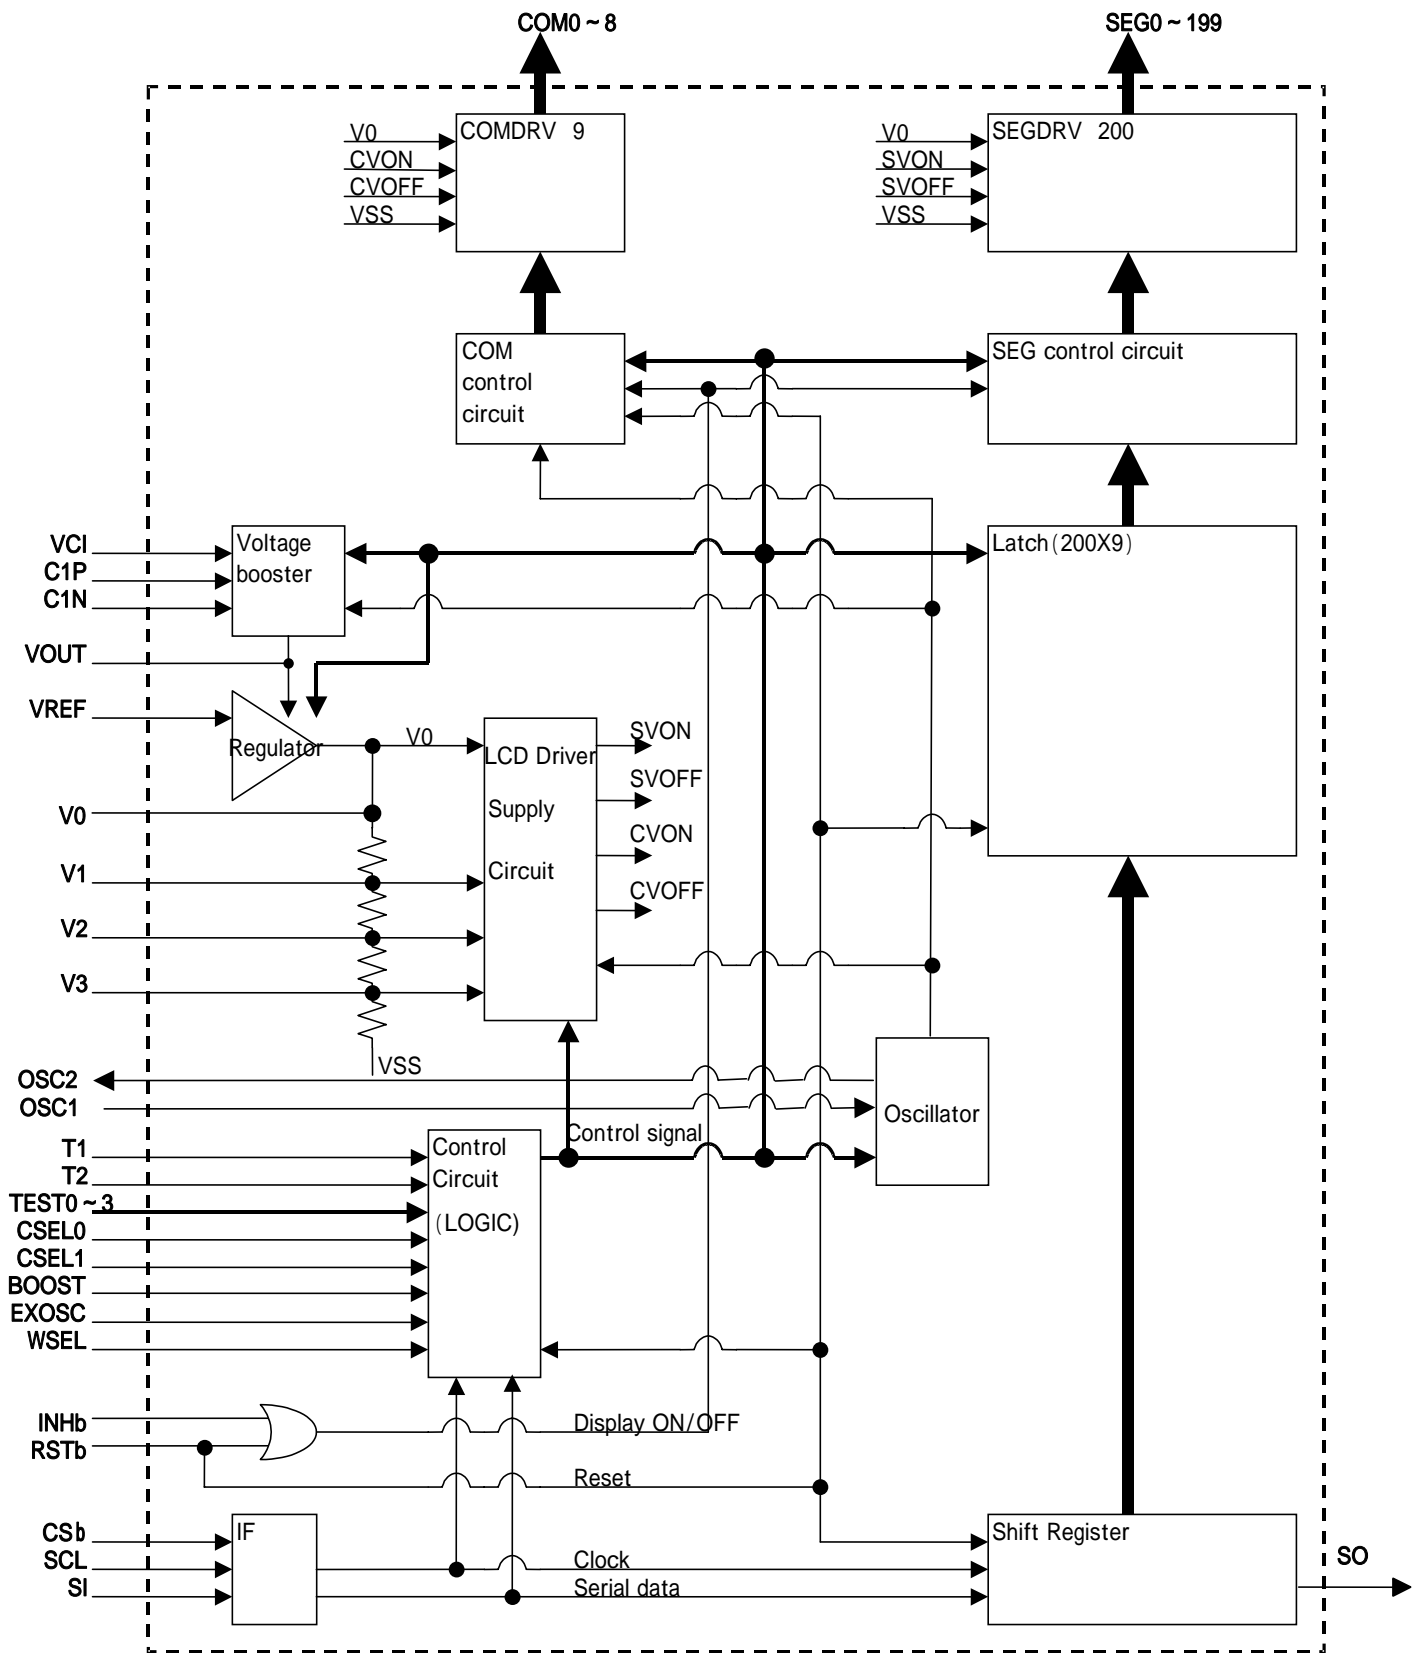 COM0 ~ 8
SEG0 ~ 199
V0
CVON
CVOFF
VSS
COMDRV 9
V0
SVON
SVOFF
VSS
SEGDRV 200
COM
control
circuit
SEG control circuit
VCI
C1P
C1N
VOUT
VREF
Voltage
booster
Latch(200X9)
Regulator
V0
LCD Driver
Supply
Circuit
SVON
SVOFF
CVON
CVOFF
V0
V1
V2
V3
VSS
OSC2
OSC1
Oscillator
T1
T2
TEST0 ~ 3
CSEL0
CSEL1
BOOST
EXOSC
WSEL
Control
Circuit
(LOGIC)
Control signal
INHb
RSTb
Display ON/OFF
Reset
CSb
SCL
SI
IF
Clock
Serial data
Shift Register
SO